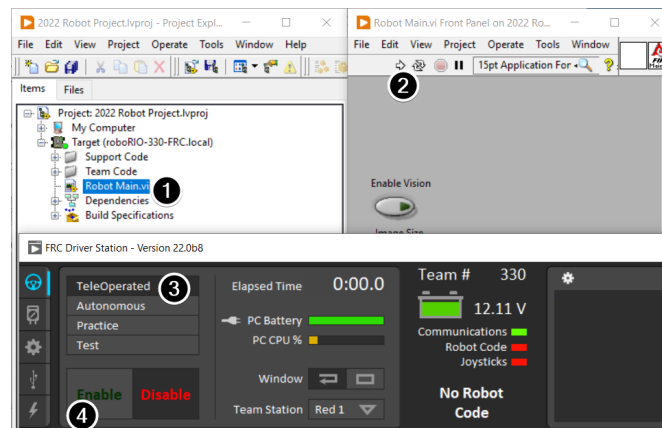 2022 Robot Project.lvproj - Project Expl...
File Edit View Project Operate Tools Window Help
Items Files
Project: 2022 Robot Project.lvproj
My Computer
Target (roboRIO-330-FRC.local)
Support Code
Team Code
Robot Main.vi
1
Dependencies
Build Specifications
Robot Main.vi Front Panel on 2022 Ro...
File Edit View Project Operate Tools Window
15pt Application For
2
Enable Vision
Image Size
FRC Driver Station - Version 22.0b8
TeleOperated
3
Autonomous
Practice
Test
Enable Disable
4
Elapsed Time 0:00.0
PC Battery
PC CPU %
Window
Team Station Red 1
Team # 330
12.11 V
Communications
Robot Code
Joysticks
No Robot
Code